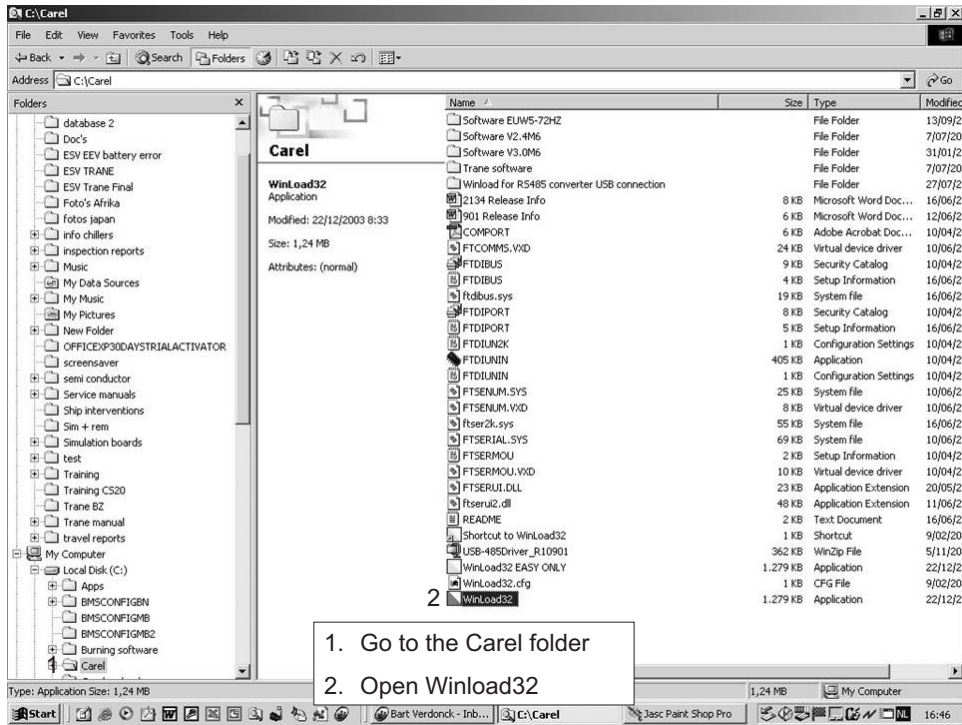 C:\Carel
File Edit View Favorites Tools Help
Back Search Folders
Address C:\Carel Go
Folders
database 2
Doc's
ESV EEV battery error
ESV TRANE
ESV Trane Final
Foto's Afrika
fotos japan
info chillers
inspection reports
Music
My Data Sources
My Music
My Pictures
New Folder
OFFICEXP30DAYSTRIALACTIVATOR
screensaver
semi conductor
Service manuals
Ship interventions
Sim + rem
Simulation boards
test
Training
Training CS20
Trane BZ
Trane manual
travel reports
My Computer
Local Disk (C:)
Apps
BMSCONFIGBN
BMSCONFIGMB
BMSCONFIGMB2
Burning software
1 Carel
Carel
WinLoad32
Application
Modified: 22/12/2003 8:33
Size: 1,24 MB
Attributes: (normal)
Name Size Type Modified
Software EUW5-72HZ File Folder 13/09/2
Software V2.4M6 File Folder 7/07/20
Software V3.0M6 File Folder 31/01/2
Trane software File Folder 7/07/20
Winload for RS485 converter USB connection File Folder 27/07/2
2134 Release Info 8 KB Microsoft Word Doc... 16/06/2
901 Release Info 6 KB Microsoft Word Doc... 12/06/2
COMPORT 6 KB Adobe Acrobat Doc... 10/04/2
FTCOMMS.VXD 24 KB Virtual device driver 10/06/2
FTDIBUS 9 KB Security Catalog 10/04/2
FTDIBUS 4 KB Setup Information 16/06/2
ftdibus.sys 19 KB System file 16/06/2
FTDIPORT 8 KB Security Catalog 10/04/2
FTDIPORT 5 KB Setup Information 16/06/2
FTDIUN2K 1 KB Configuration Settings 10/04/2
FTDIUNIN 405 KB Application 10/04/2
FTDIUNIN 1 KB Configuration Settings 10/04/2
FTSENUM.SYS 25 KB System file 10/06/2
FTSENUM.VXD 8 KB Virtual device driver 10/06/2
ftser2k.sys 55 KB System file 16/06/2
FTSERIAL.SYS 69 KB System file 10/06/2
FTSERMOU 2 KB Setup Information 10/04/2
FTSERMOU.VXD 10 KB Virtual device driver 10/04/2
FTSERUI.DLL 23 KB Application Extension 20/05/2
ftserui2.dll 48 KB Application Extension 11/06/2
README 2 KB Text Document 16/06/2
Shortcut to WinLoad32 1 KB Shortcut 9/02/20
USB-485Driver_R10901 362 KB WinZip File 5/11/20
WinLoad32 EASY ONLY 1.279 KB Application 22/12/2
WinLoad32.cfg 1 KB CFG File 9/02/20
2 WinLoad32 1.279 KB Application 22/12/2
1. Go to the Carel folder
2. Open Winload32
Type: Application Size: 1,24 MB 1,24 MB My Computer
Start Bart Verdonck - Inb... C:\Carel Jasc Paint Shop Pro NL 16:46